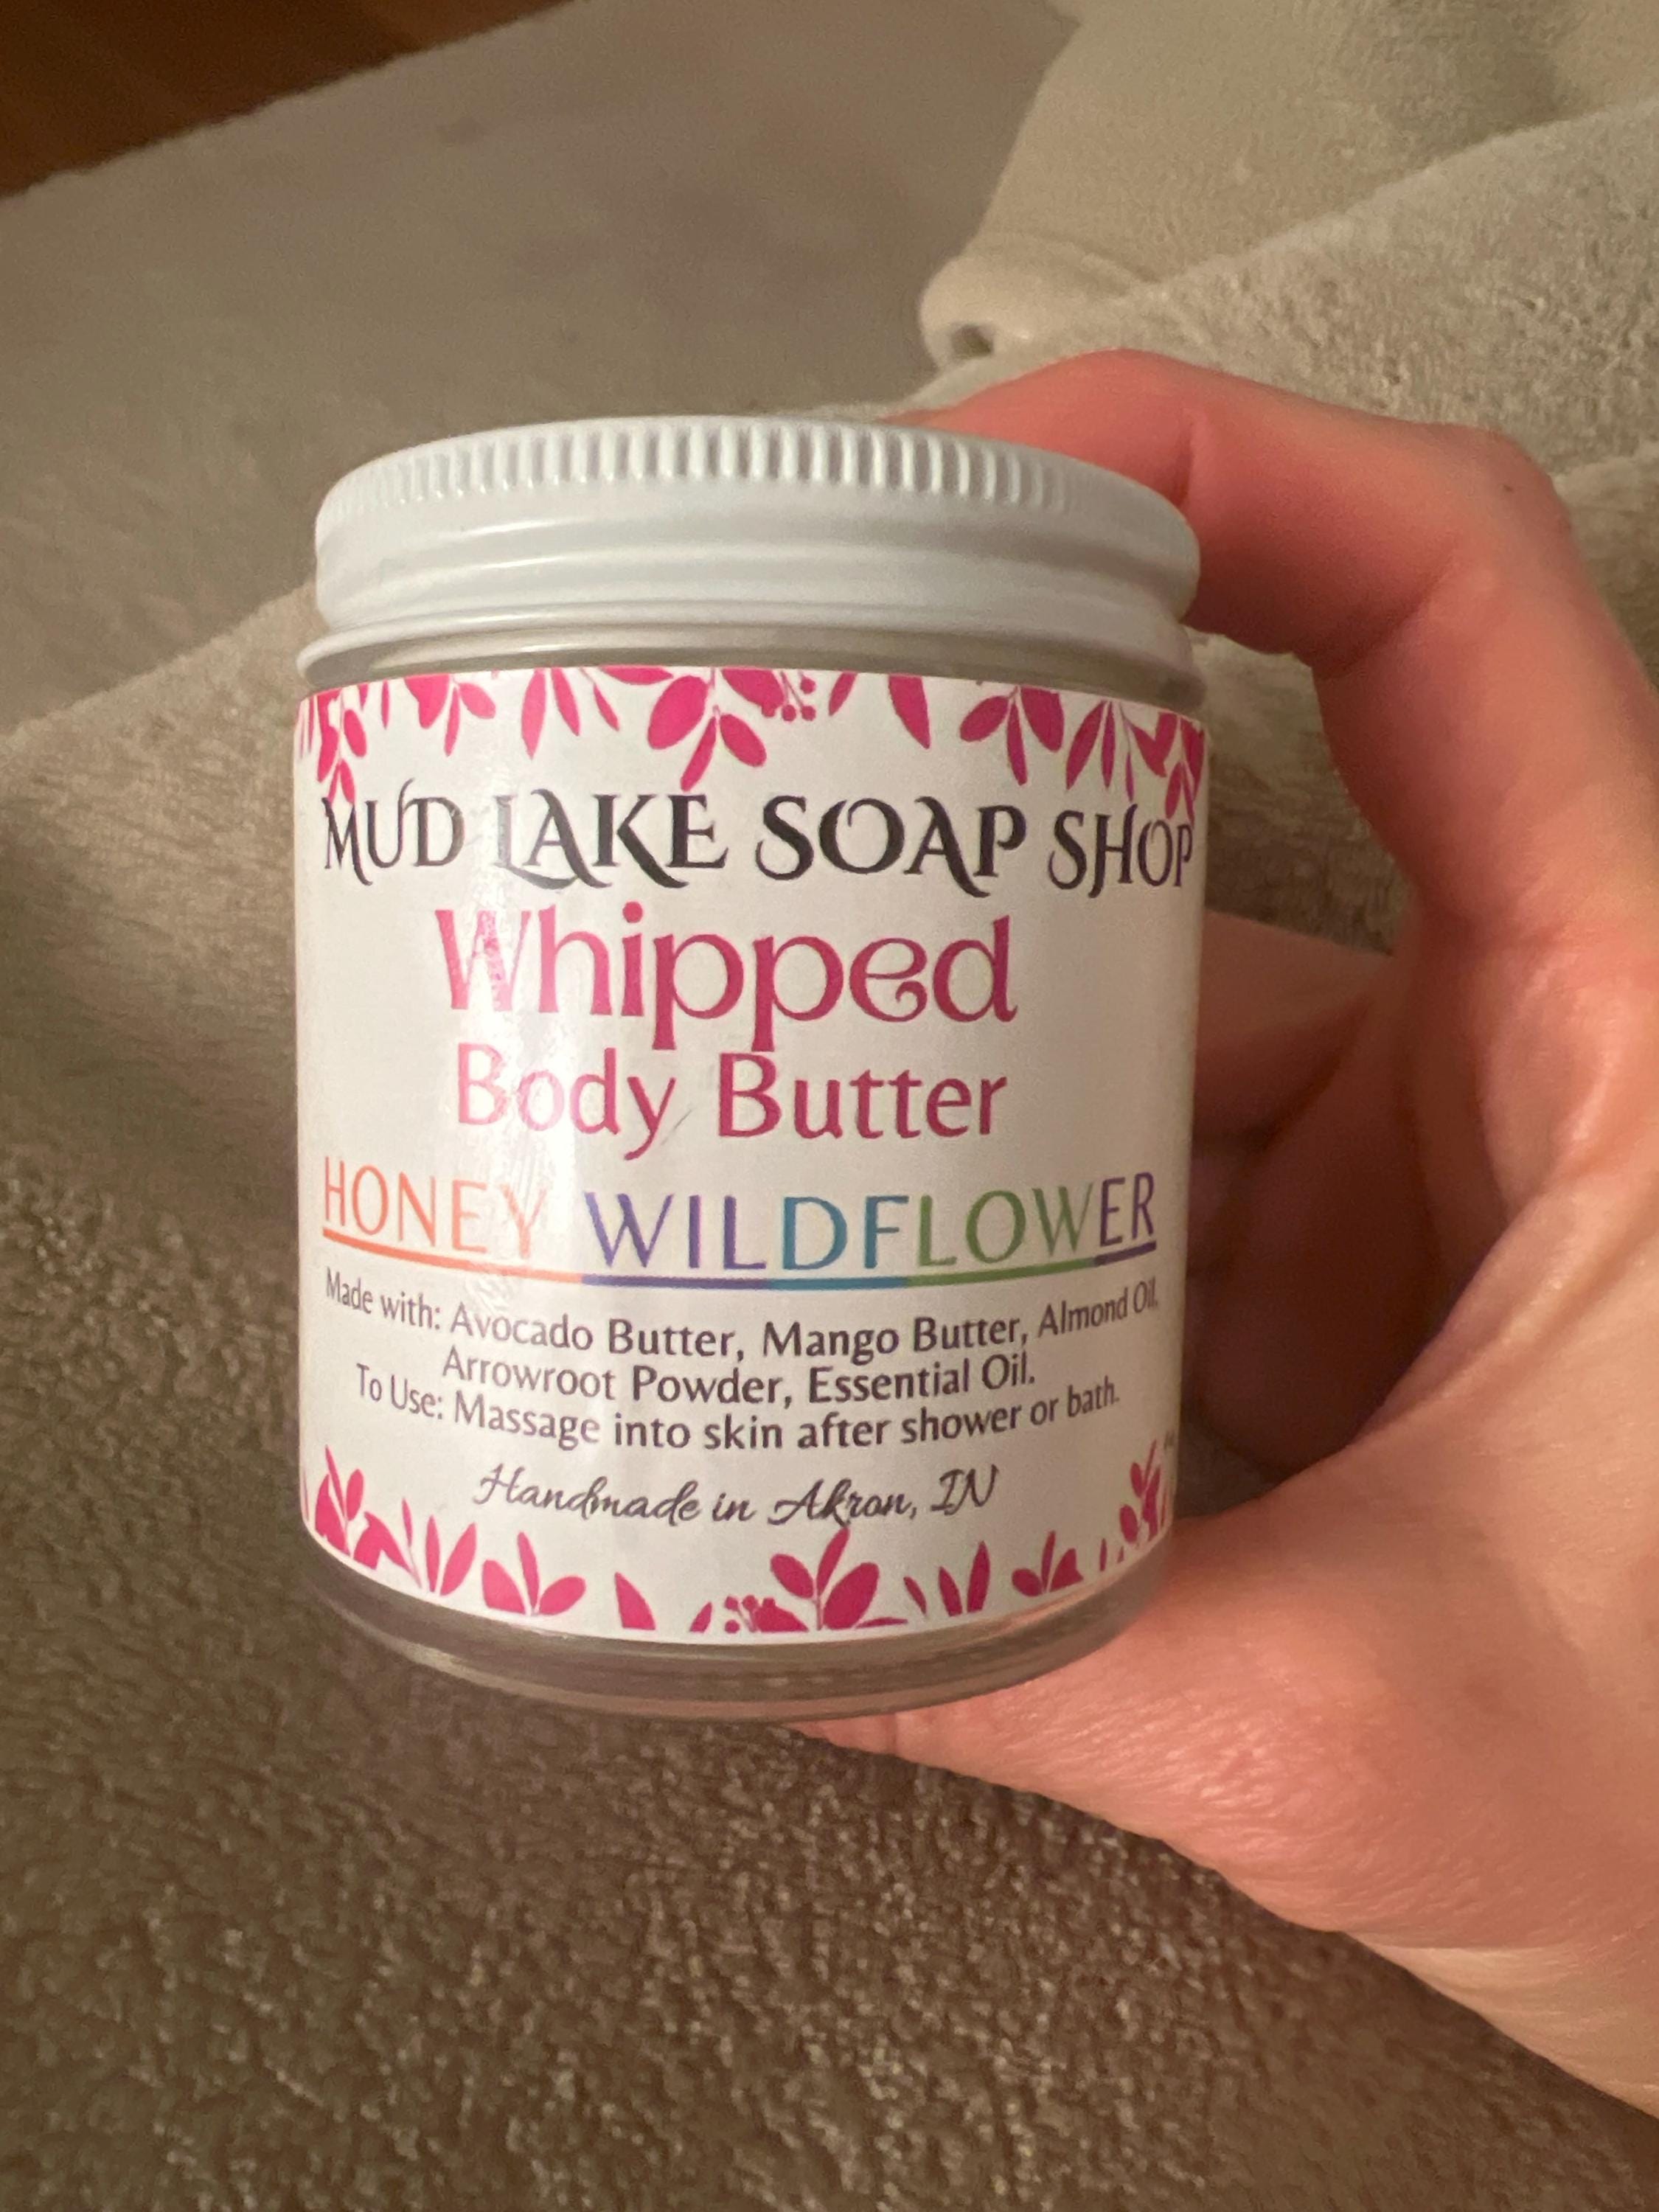 MUD LAKE SOAP SHOP
Whipped
Body Butter
HONEY WILDFLOWER
Made with: Avocado Butter, Mango Butter, Almond Oil,
Arrowroot Powder, Essential Oil.
To Use: Massage into skin after shower or bath.
Handmade in Akron, IN